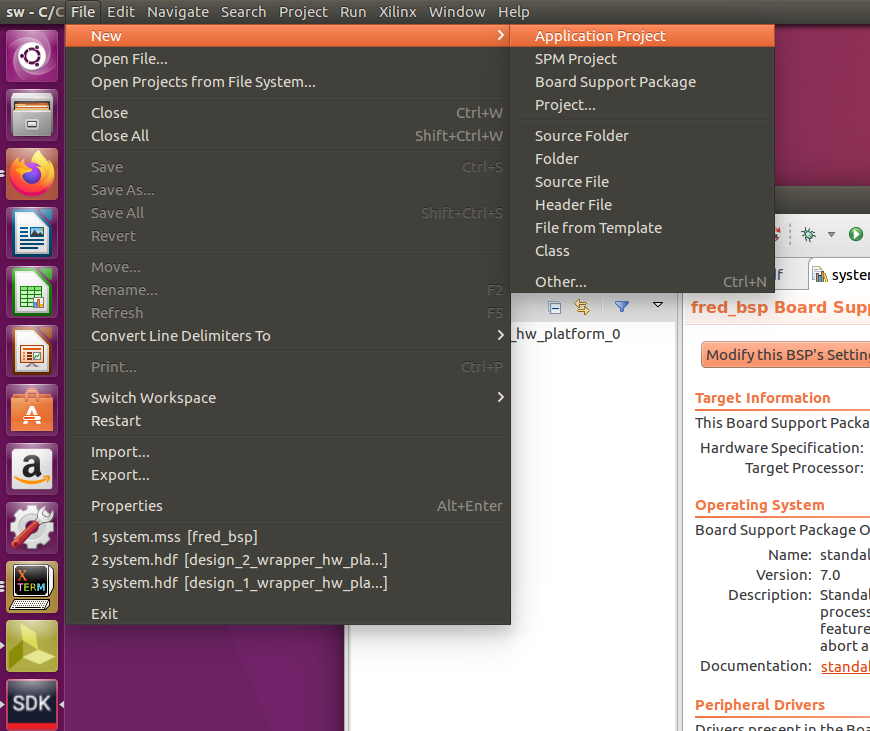 sw - C/C
File Edit Navigate Search Project Run Xilinx Window Help
New
Open File...
Open Projects from File System...
Close Ctrl+W
Close All Shift+Ctrl+W
Save Ctrl+S
Save As...
Save All Shift+Ctrl+S
Revert
Move...
Rename... F2
Refresh F5
Convert Line Delimiters To
Print... Ctrl+P
Switch Workspace
Restart
Import...
Export...
Properties Alt+Enter
1 system.mss [fred_bsp]
2 system.hdf [design_2_wrapper_hw_pla...]
3 system.hdf [design_1_wrapper_hw_pla...]
Exit
Application Project
SPM Project
Board Support Package
Project...
Source Folder
Folder
Source File
Header File
File from Template
Class
Other... Ctrl+N
_hw_platform_0
system
fred_bsp Board Supp
Modify this BSP's Setting
Target Information
This Board Support Packa
Hardware Specification:
Target Processor:
Operating System
Board Support Package O
Name: standal
Version: 7.0
Description: Standal
process
feature
abort a
Documentation: standal
Peripheral Drivers
Drivers present in the Boa
a
X
TERM
SDK